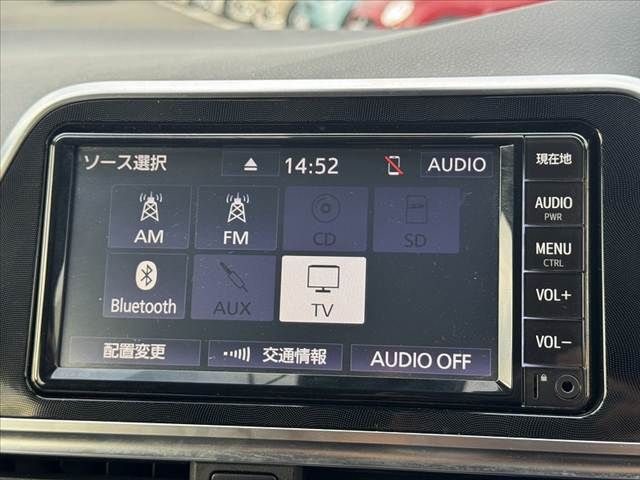 ソース選択
14:52
AUDIO
現在地
AM
FM
CD
SD
AUDIO
PWR
MENU
CTRL
Bluetooth
AUX
TV
VOL+
VOL-
配置変更
交通情報
AUDIO OFF